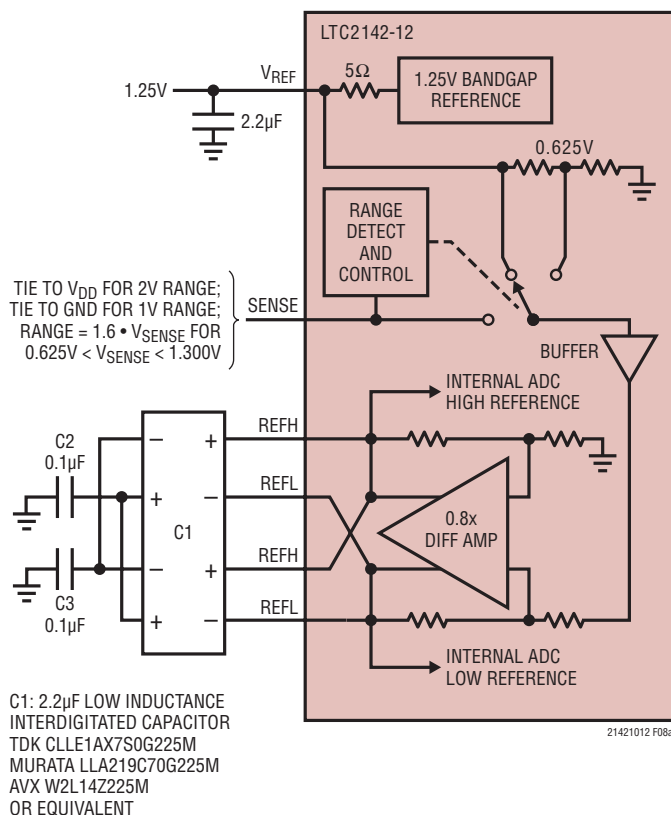 LTC2142-12
VREF
5Ω
1.25V
1.25V BANDGAP
REFERENCE
2.2µF
0.625V
RANGE
DETECT
AND
CONTROL
TIE TO VDD FOR 2V RANGE;
TIE TO GND FOR 1V RANGE;
RANGE = 1.6 • VSENSE FOR
0.625V < VSENSE < 1.300V
SENSE
BUFFER
INTERNAL ADC
HIGH REFERENCE
C2
0.1µF
– +
REFH
+ –
REFL
C1
0.8x
DIFF AMP
– +
REFH
C3
0.1µF
+ –
REFL
INTERNAL ADC
LOW REFERENCE
C1: 2.2µF LOW INDUCTANCE
INTERDIGITATED CAPACITOR
TDK CLLE1AX7S0G225M
MURATA LLA219C70G225M
AVX W2L14Z225M
OR EQUIVALENT
21421012 F08a